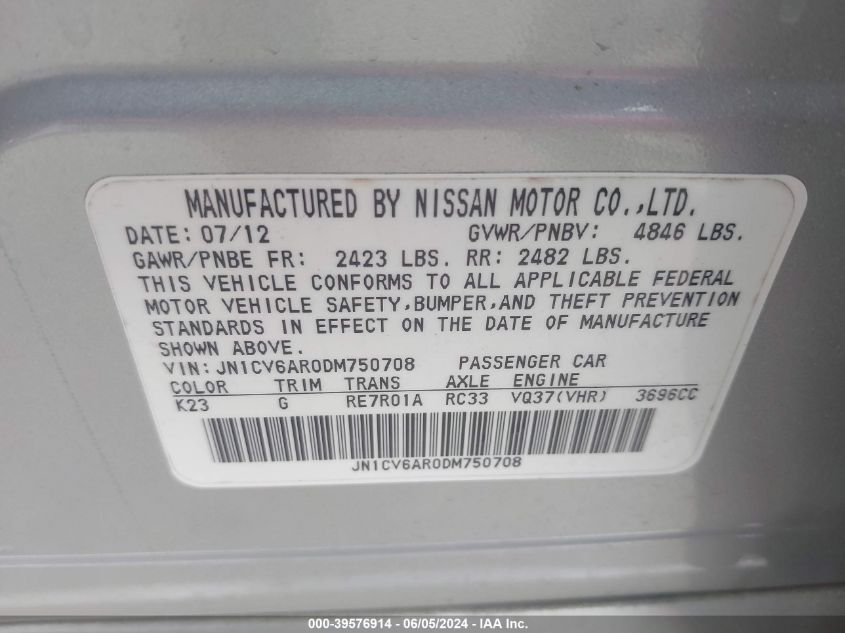 MANUFACTURED BY NISSAN MOTOR CO.,LTD.
DATE: 07/12 GVWR/PNBV: 4846 LBS.
GAWR/PNBE FR: 2423 LBS. RR: 2482 LBS.
THIS VEHICLE CONFORMS TO ALL APPLICABLE FEDERAL
MOTOR VEHICLE SAFETY,BUMPER,AND THEFT PREVENTION
STANDARDS IN EFFECT ON THE DATE OF MANUFACTURE
SHOWN ABOVE.
VIN: JN1CV6AR0DM750708 PASSENGER CAR
COLOR TRIM TRANS AXLE ENGINE
K23 G RE7R01A RC33 VQ37(VHR) 3696CC
JN1CV6AR0DM750708
000-39576914 / 06/05/2024 - ©IAA Inc.